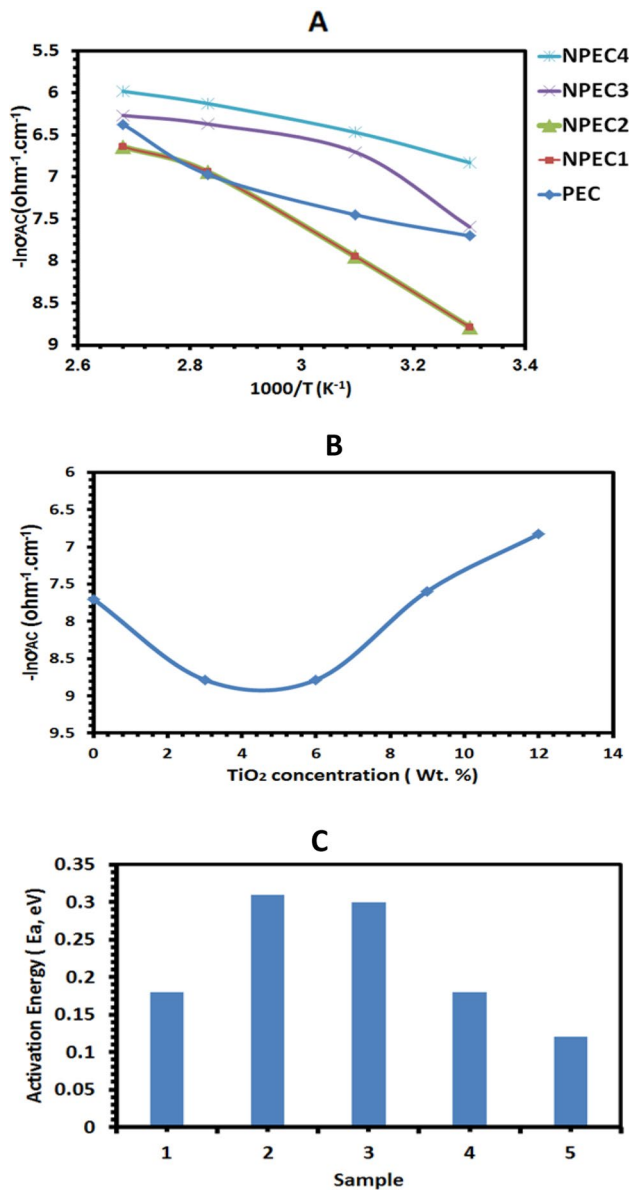 A
5.5
6
6.5
7
7.5
8
8.5
9
-lnσAc(ohm⁻¹.cm⁻¹)
2.6 2.8 3 3.2 3.4
1000/T (K⁻¹)
NPEC4
NPEC3
NPEC2
NPEC1
PEC
B
6
6.5
7
7.5
8
8.5
9
9.5
-lnσAC (ohm⁻¹.cm⁻¹)
0 2 4 6 8 10 12 14
TiO₂ concentration ( Wt. %)
C
0.35
0.3
0.25
0.2
0.15
0.1
0.05
0
Activation Energy ( Ea, eV)
1 2 3 4 5
Sample